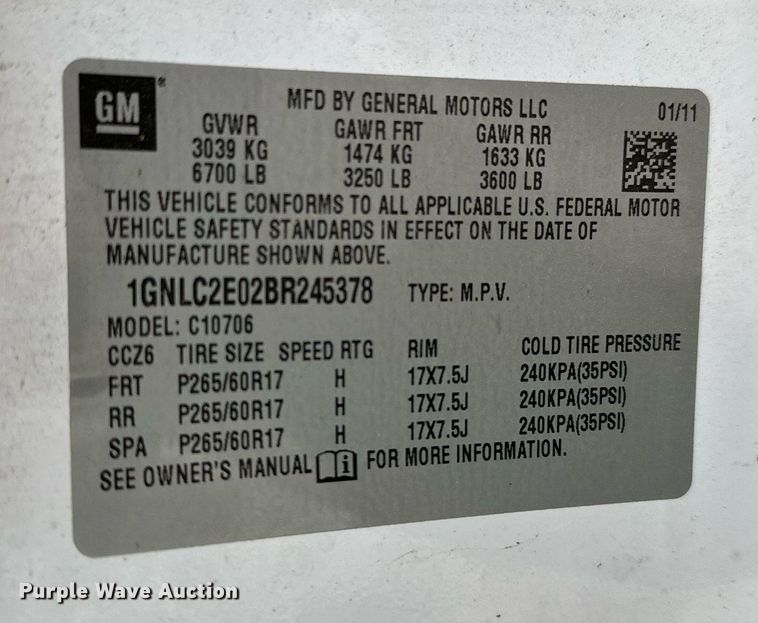 GM®
MFD BY GENERAL MOTORS LLC 01/11
GVWR GAWR FRT GAWR RR
3039 KG 1474 KG 1633 KG
6700 LB 3250 LB 3600 LB
THIS VEHICLE CONFORMS TO ALL APPLICABLE U.S. FEDERAL MOTOR
VEHICLE SAFETY STANDARDS IN EFFECT ON THE DATE OF
MANUFACTURE SHOWN ABOVE.
1GNLC2E02BR245378 TYPE: M.P.V.
MODEL: C10706
CCZ6 TIRE SIZE SPEED RTG RIM COLD TIRE PRESSURE
FRT P265/60R17 H 17X7.5J 240KPA(35PSI)
RR P265/60R17 H 17X7.5J 240KPA(35PSI)
SPA P265/60R17 H 17X7.5J 240KPA(35PSI)
SEE OWNER'S MANUAL i FOR MORE INFORMATION.
Purple Wave Auction